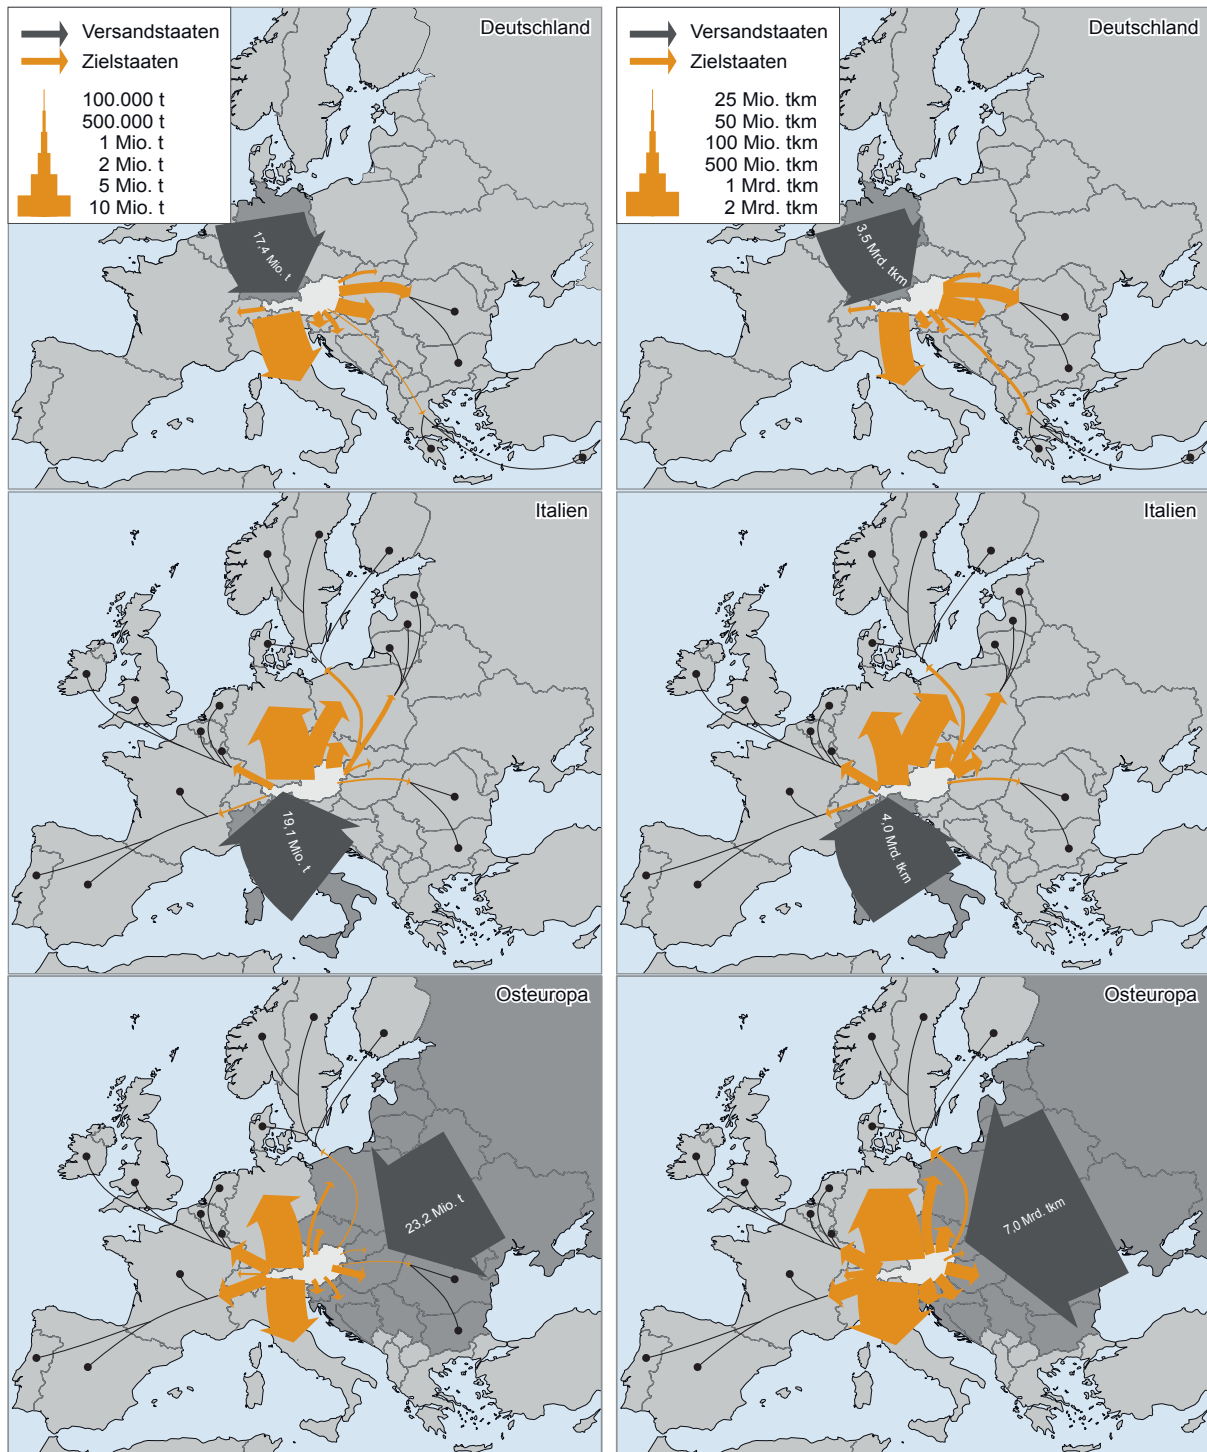 Deutschland
Versandstaaten
Zielstaaten
100.000 t
500.000 t
1 Mio. t
2 Mio. t
5 Mio. t
10 Mio. t
17,4 Mio. t
Deutschland
Versandstaaten
Zielstaaten
25 Mio. tkm
50 Mio. tkm
100 Mio. tkm
500 Mio. tkm
1 Mrd. tkm
2 Mrd. tkm
3,5 Mrd. tkm
Italien
19,1 Mio. t
Italien
4,0 Mrd. tkm
Osteuropa
23,2 Mio. t
Osteuropa
7,0 Mrd. tkm